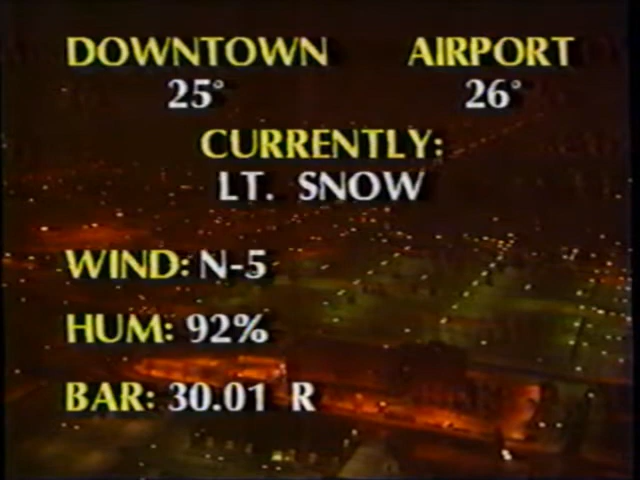 DOWNTOWN AIRPORT
25° 26°
CURRENTLY:
LT. SNOW
WIND: N-5
HUM: 92%
BAR: 30.01 R